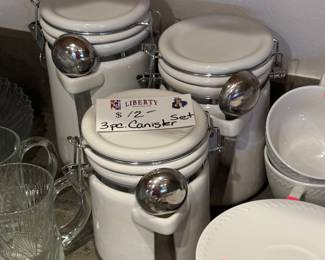 LIBERTY
$12-
3pc. Canister Set